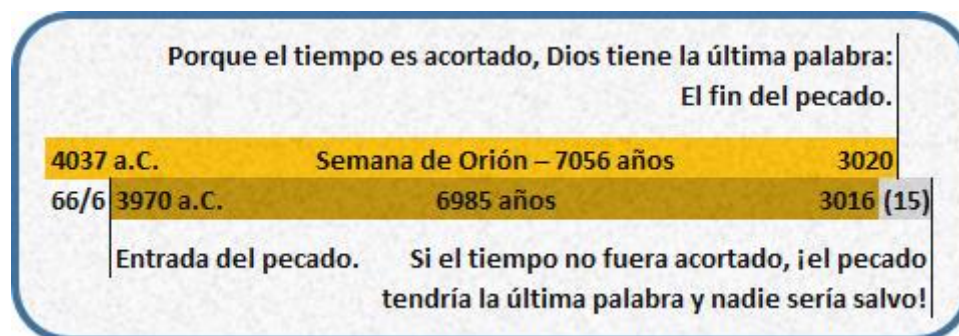 Porque el tiempo es acortado, Dios tiene la última palabra:
El fin del pecado.
4037 a.C. Semana de Orión – 7056 años 3020
66/6 3970 a.C. 6985 años 3016 (15)
Entrada del pecado. Si el tiempo no fuera acortado, ¡el pecado
tendría la última palabra y nadie sería salvo!